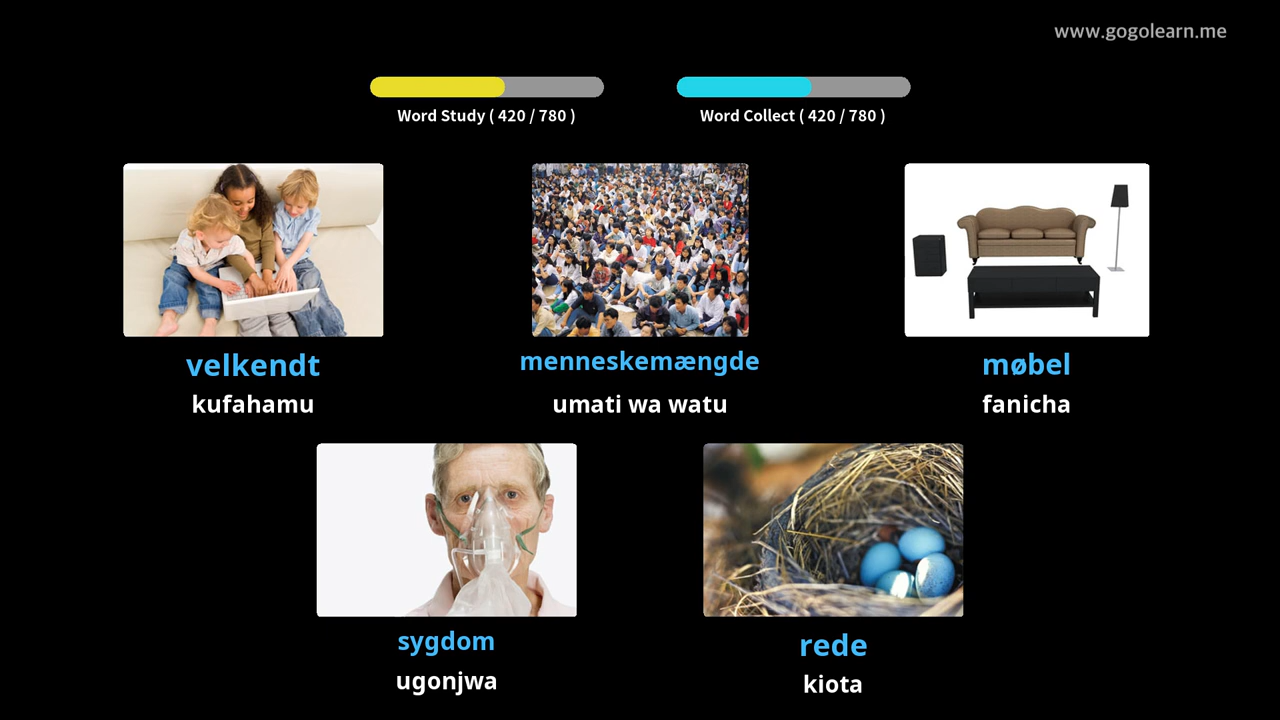 www.gogolearn.me
Word Study ( 420 / 780 )
Word Collect ( 420 / 780 )
velkendt
kufahamu
menneskemængde
umati wa watu
møbel
fanicha
sygdom
ugonjwa
rede
kiota